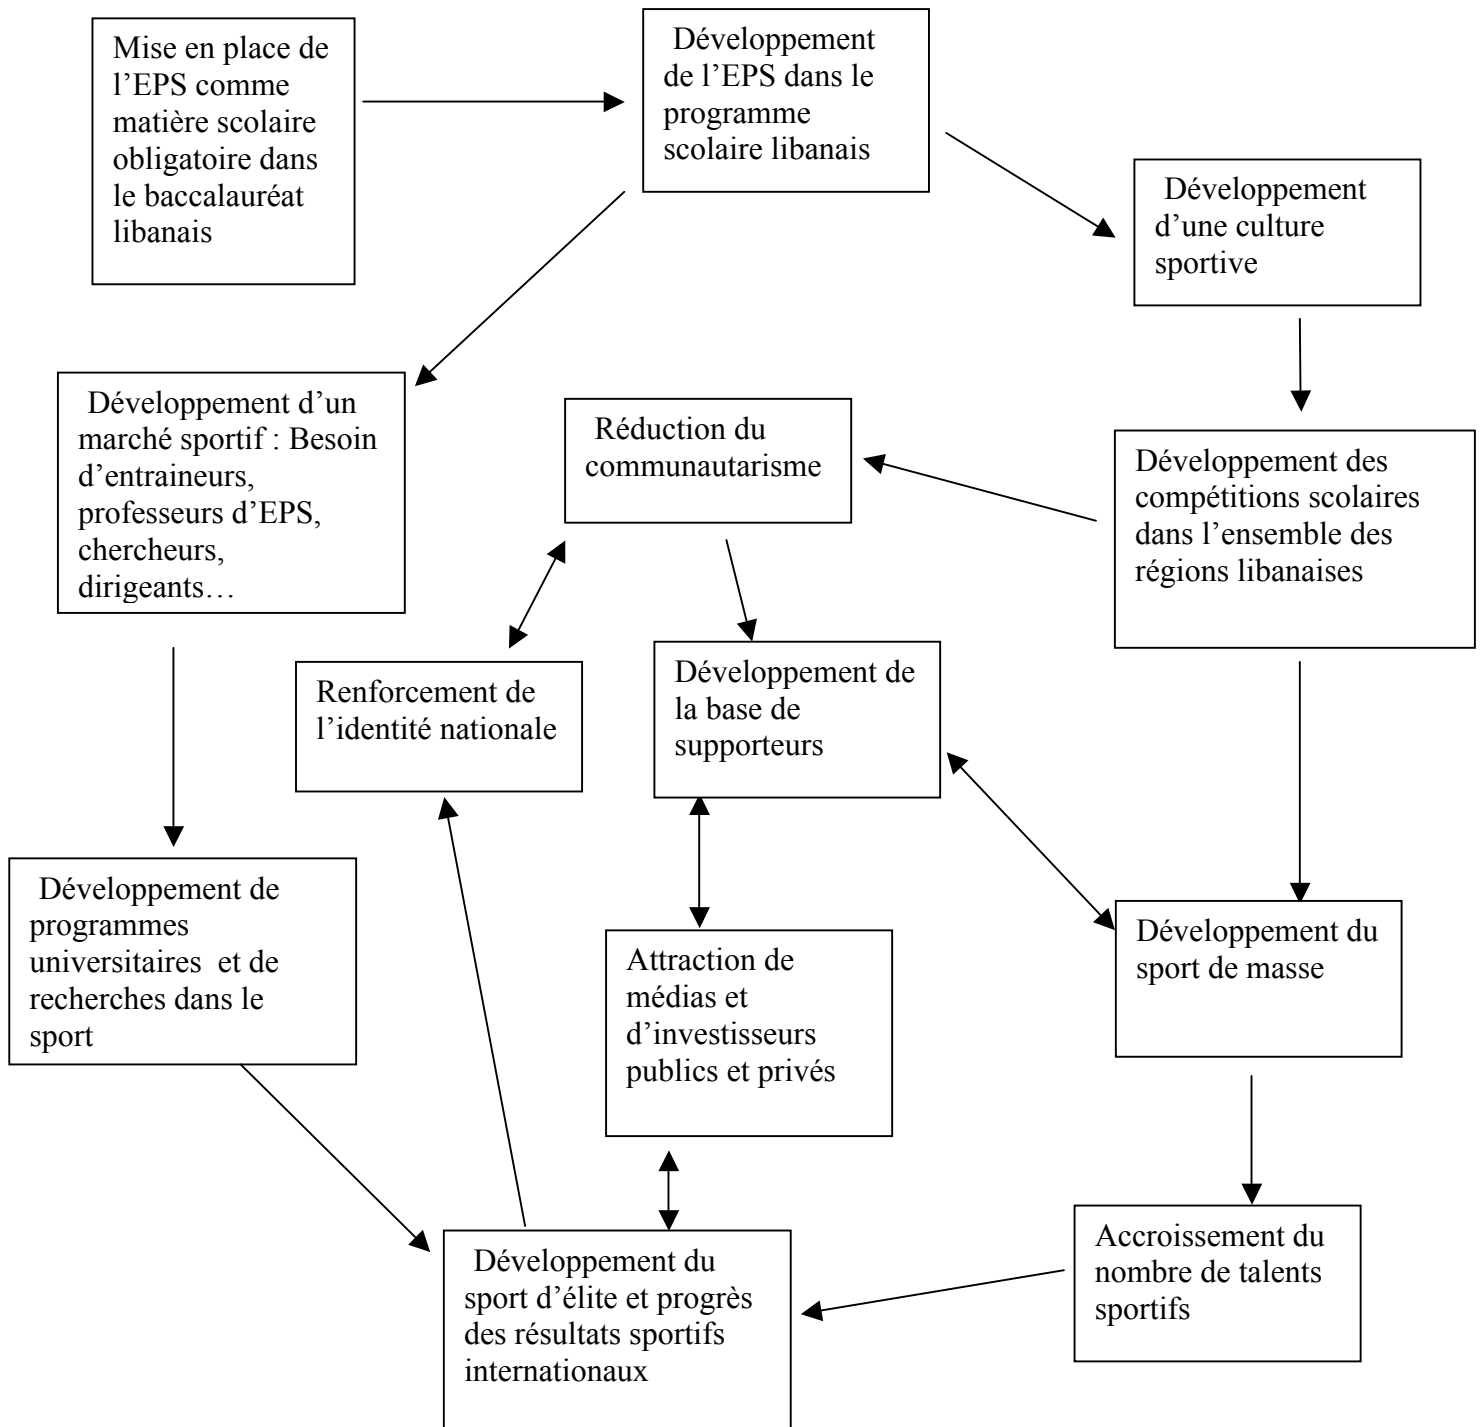 Mise en place de
l’EPS comme
matière scolaire
obligatoire dans
le baccalauréat
libanais
Développement
de l’EPS dans le
programme
scolaire libanais
Développement
d’une culture
sportive
Développement d’un
marché sportif : Besoin
d’entraineurs,
professeurs d’EPS,
chercheurs,
dirigeants…
Réduction du
communautarisme
Développement des
compétitions scolaires
dans l’ensemble des
régions libanaises
Renforcement de
l’identité nationale
Développement de
la base de
supporteurs
Développement de
programmes
universitaires et de
recherches dans le
sport
Attraction de
médias et
d’investisseurs
publics et privés
Développement du
sport de masse
Développement du
sport d’élite et progrès
des résultats sportifs
internationaux
Accroissement du
nombre de talents
sportifs